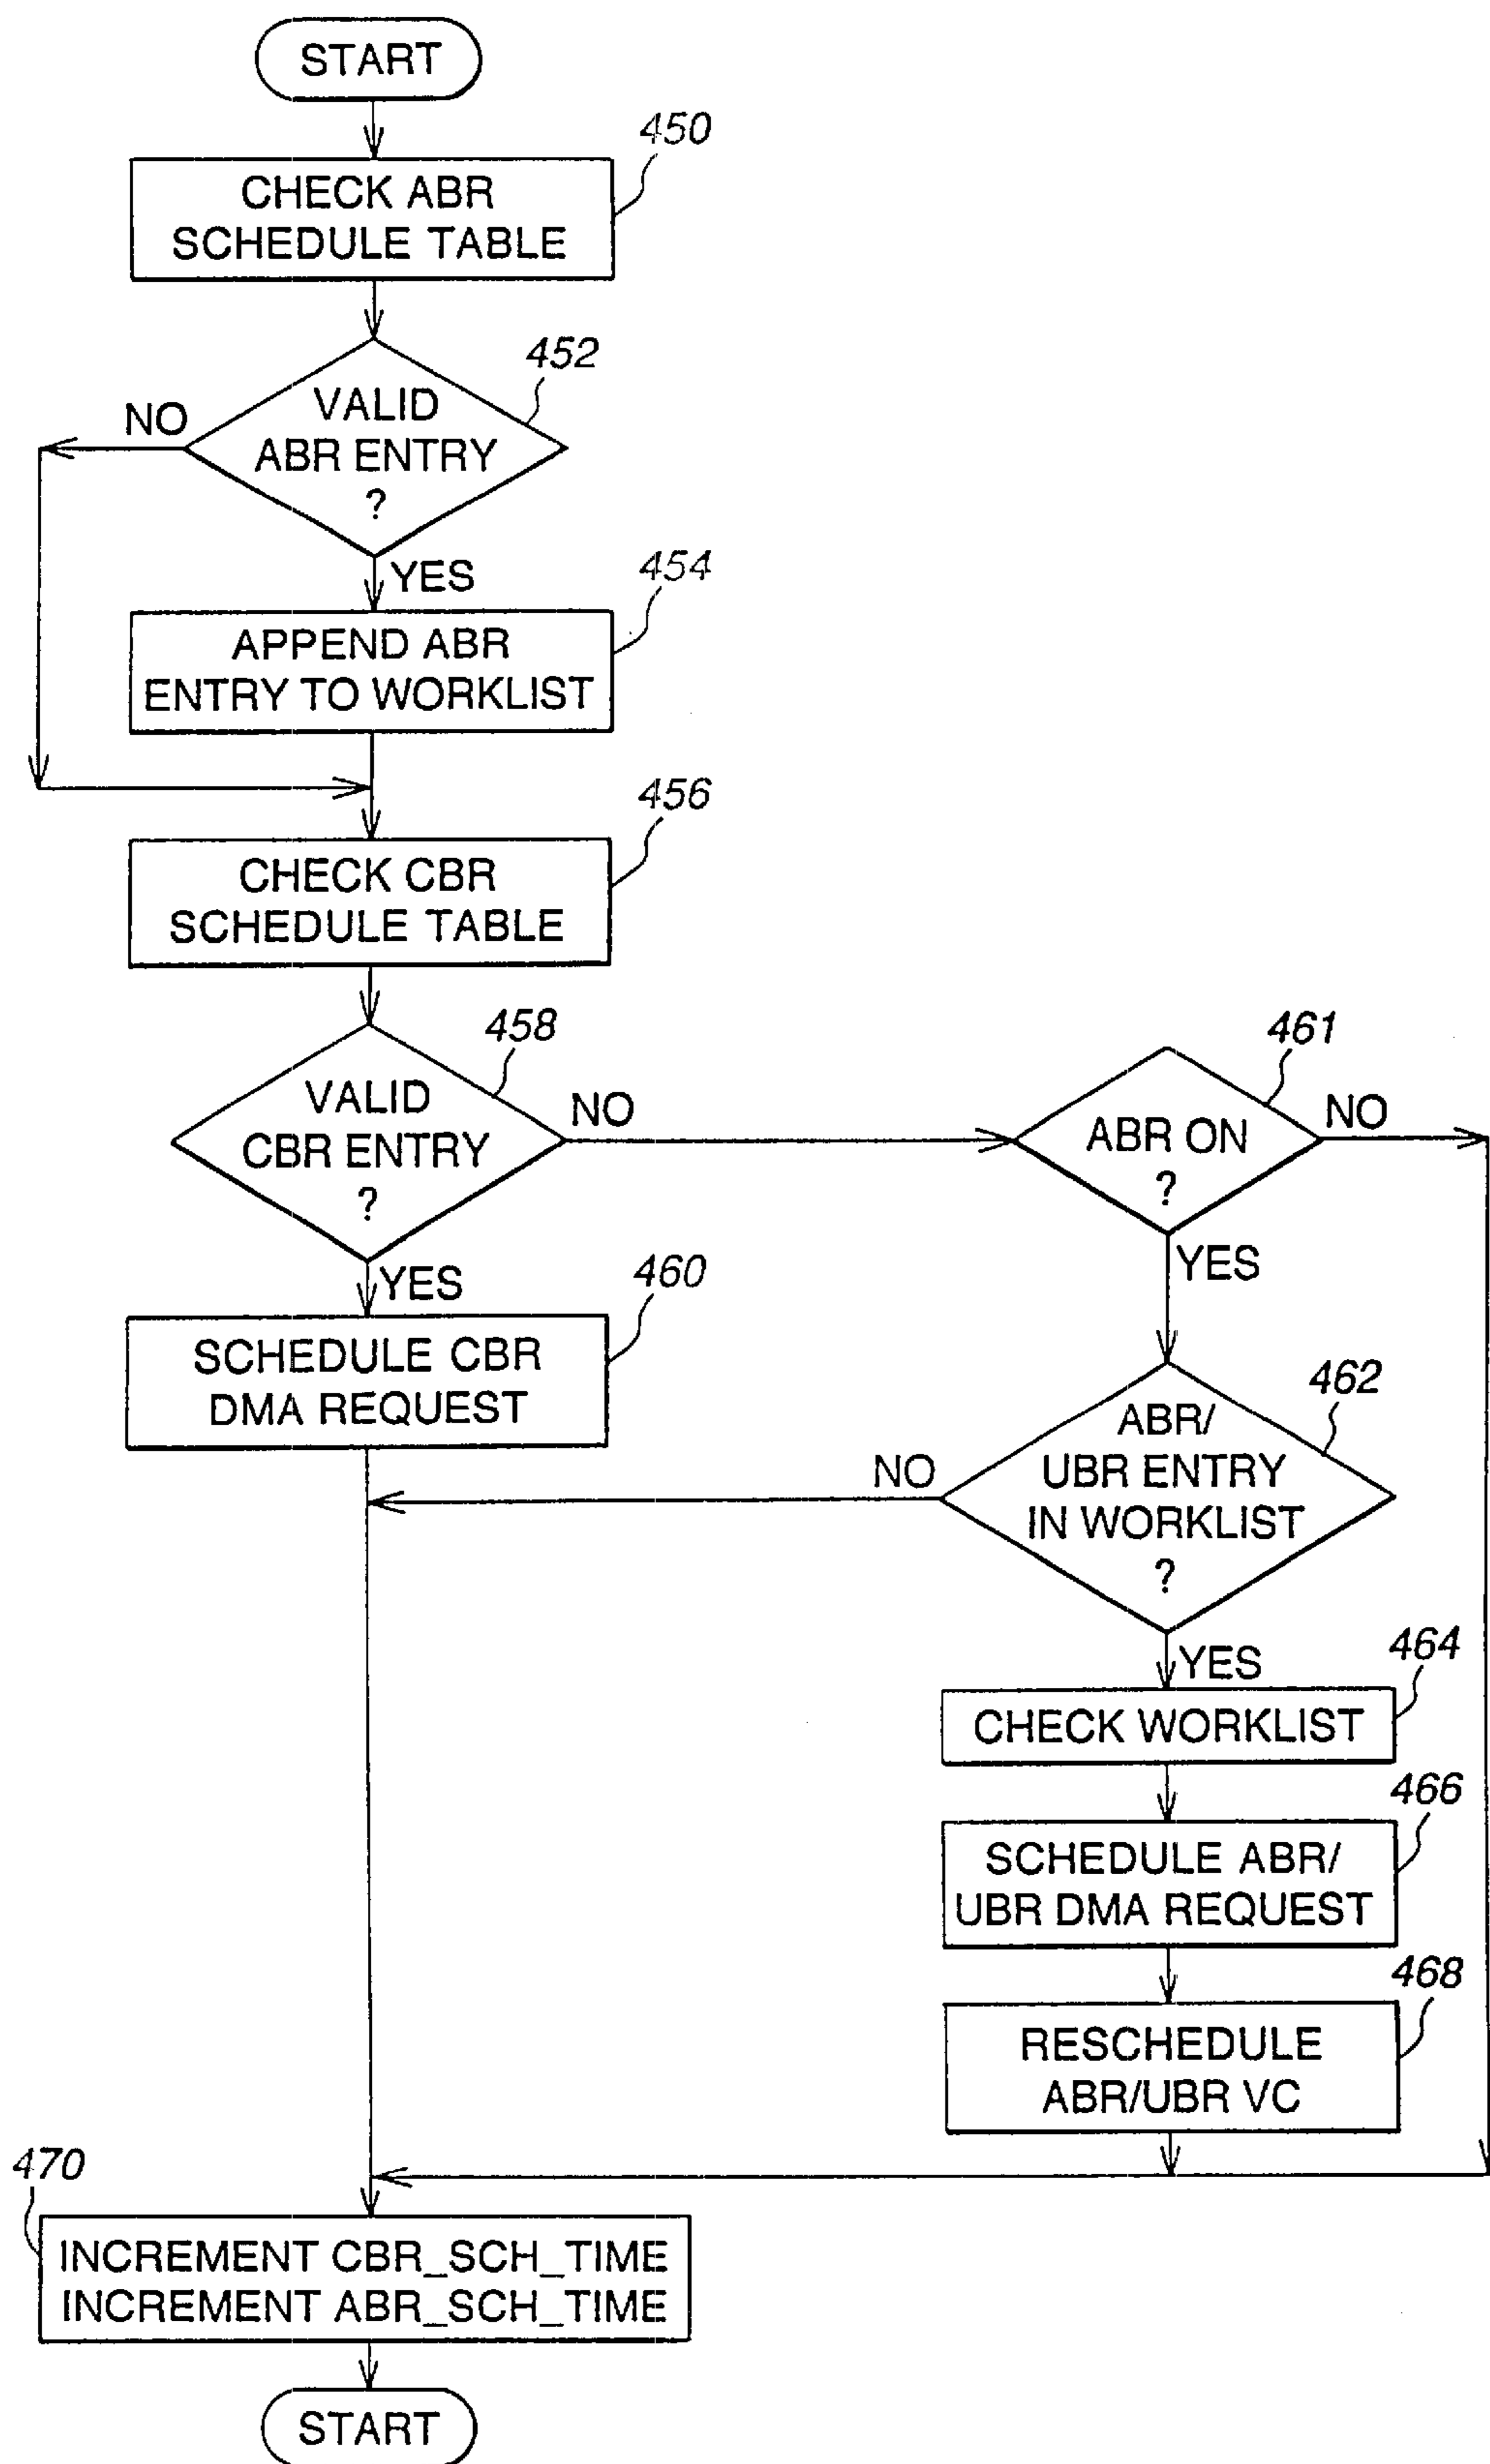 START
450
CHECK ABR
SCHEDULE TABLE
452
VALID
ABR ENTRY
?
NO
YES
454
APPEND ABR
ENTRY TO WORKLIST
456
CHECK CBR
SCHEDULE TABLE
458
VALID
CBR ENTRY
?
NO
YES
461
ABR ON
?
NO
YES
460
SCHEDULE CBR
DMA REQUEST
462
ABR/
UBR ENTRY
IN WORKLIST
?
NO
YES
464
CHECK WORKLIST
466
SCHEDULE ABR/
UBR DMA REQUEST
468
RESCHEDULE
ABR/UBR VC
470
INCREMENT CBR_SCH_TIME
INCREMENT ABR_SCH_TIME
START